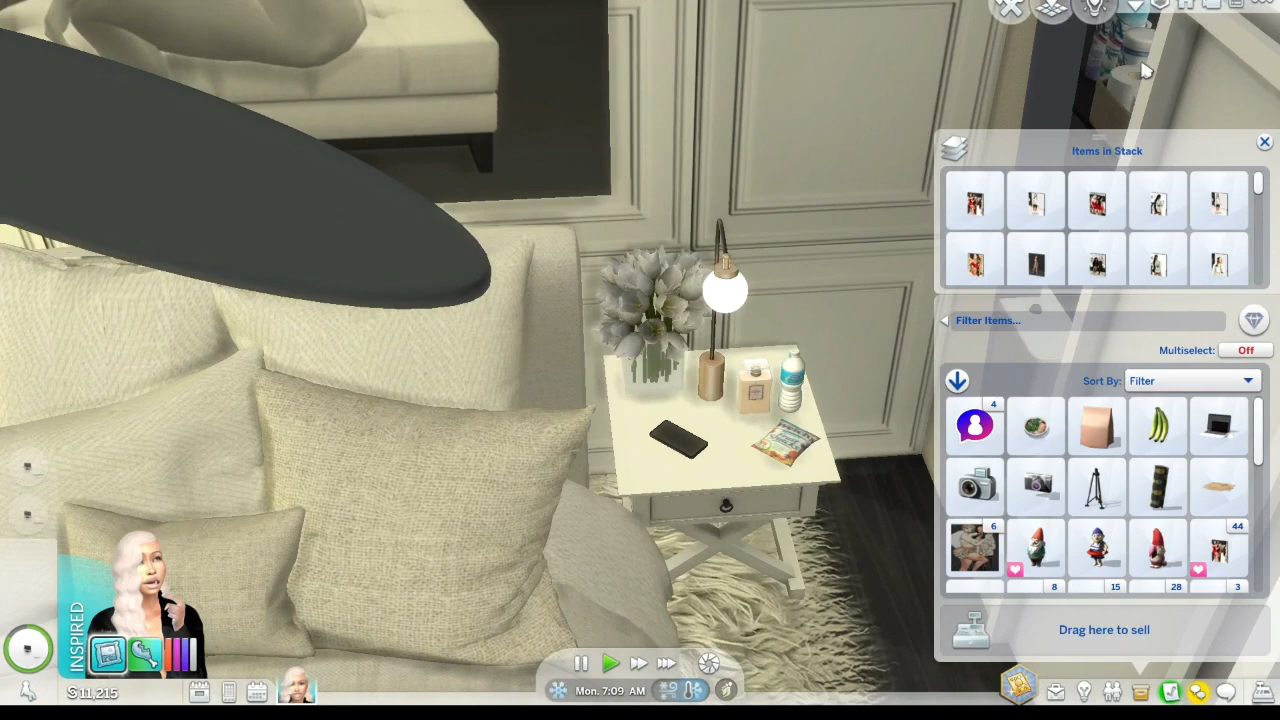 Items in Stack
Filter Items...
Multiselect: Off
Sort By: Filter
4
6
44
8
15
28
3
Drag here to sell
INSPIRED
§11,215
Mon. 7:09 AM